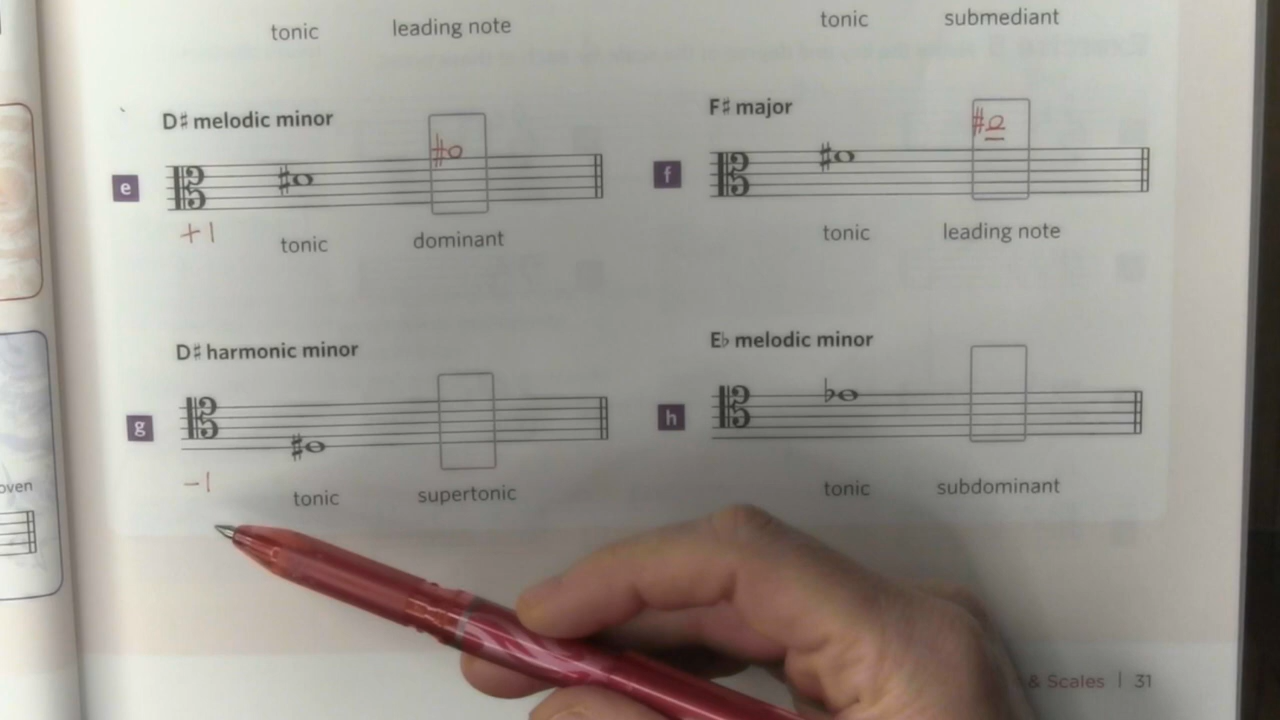 tonic leading note
tonic submediant
D♯ melodic minor
F♯ major
e
f
+1
tonic dominant
tonic leading note
D♯ harmonic minor
E♭ melodic minor
g
h
-1
tonic supertonic
tonic subdominant
oven
& Scales | 31